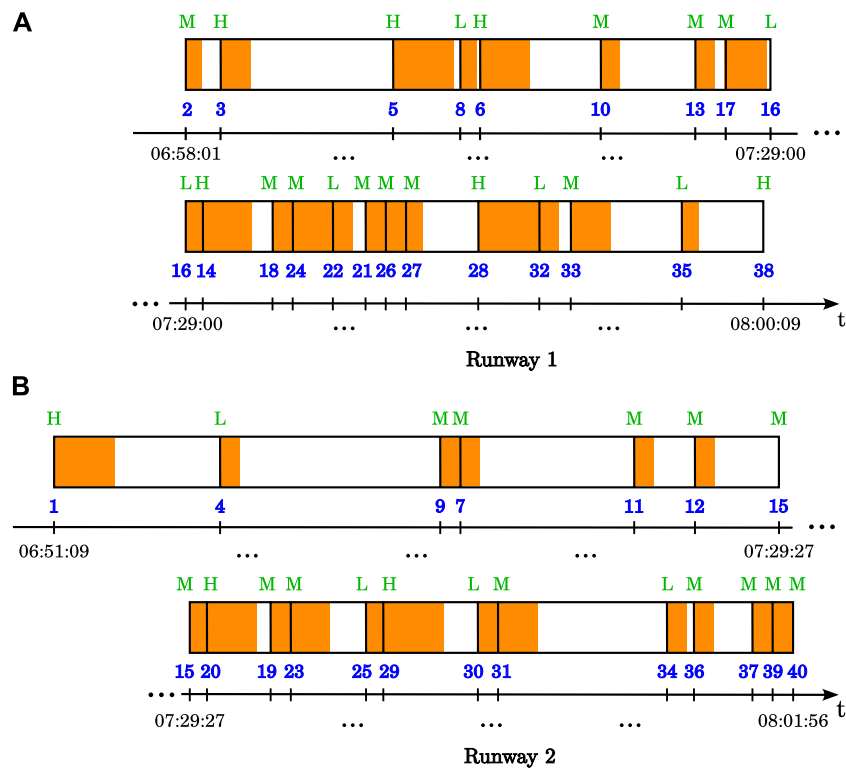 A
M H H L H M M M L
2 3 5 8 6 10 13 17 16
...
06:58:01 ... ... ... 07:29:00
L H M M L M M M H L M L H
16 14 18 24 22 21 26 27 28 32 33 35 38
... t
07:29:00 ... ... ... 08:00:09
Runway 1
B
H L M M M M M
1 4 9 7 11 12 15
...
06:51:09 ... ... ... 07:29:27
M H M M L H L M L M M M M
15 20 19 23 25 29 30 31 34 36 37 39 40
... t
07:29:27 ... ... ... 08:01:56
Runway 2